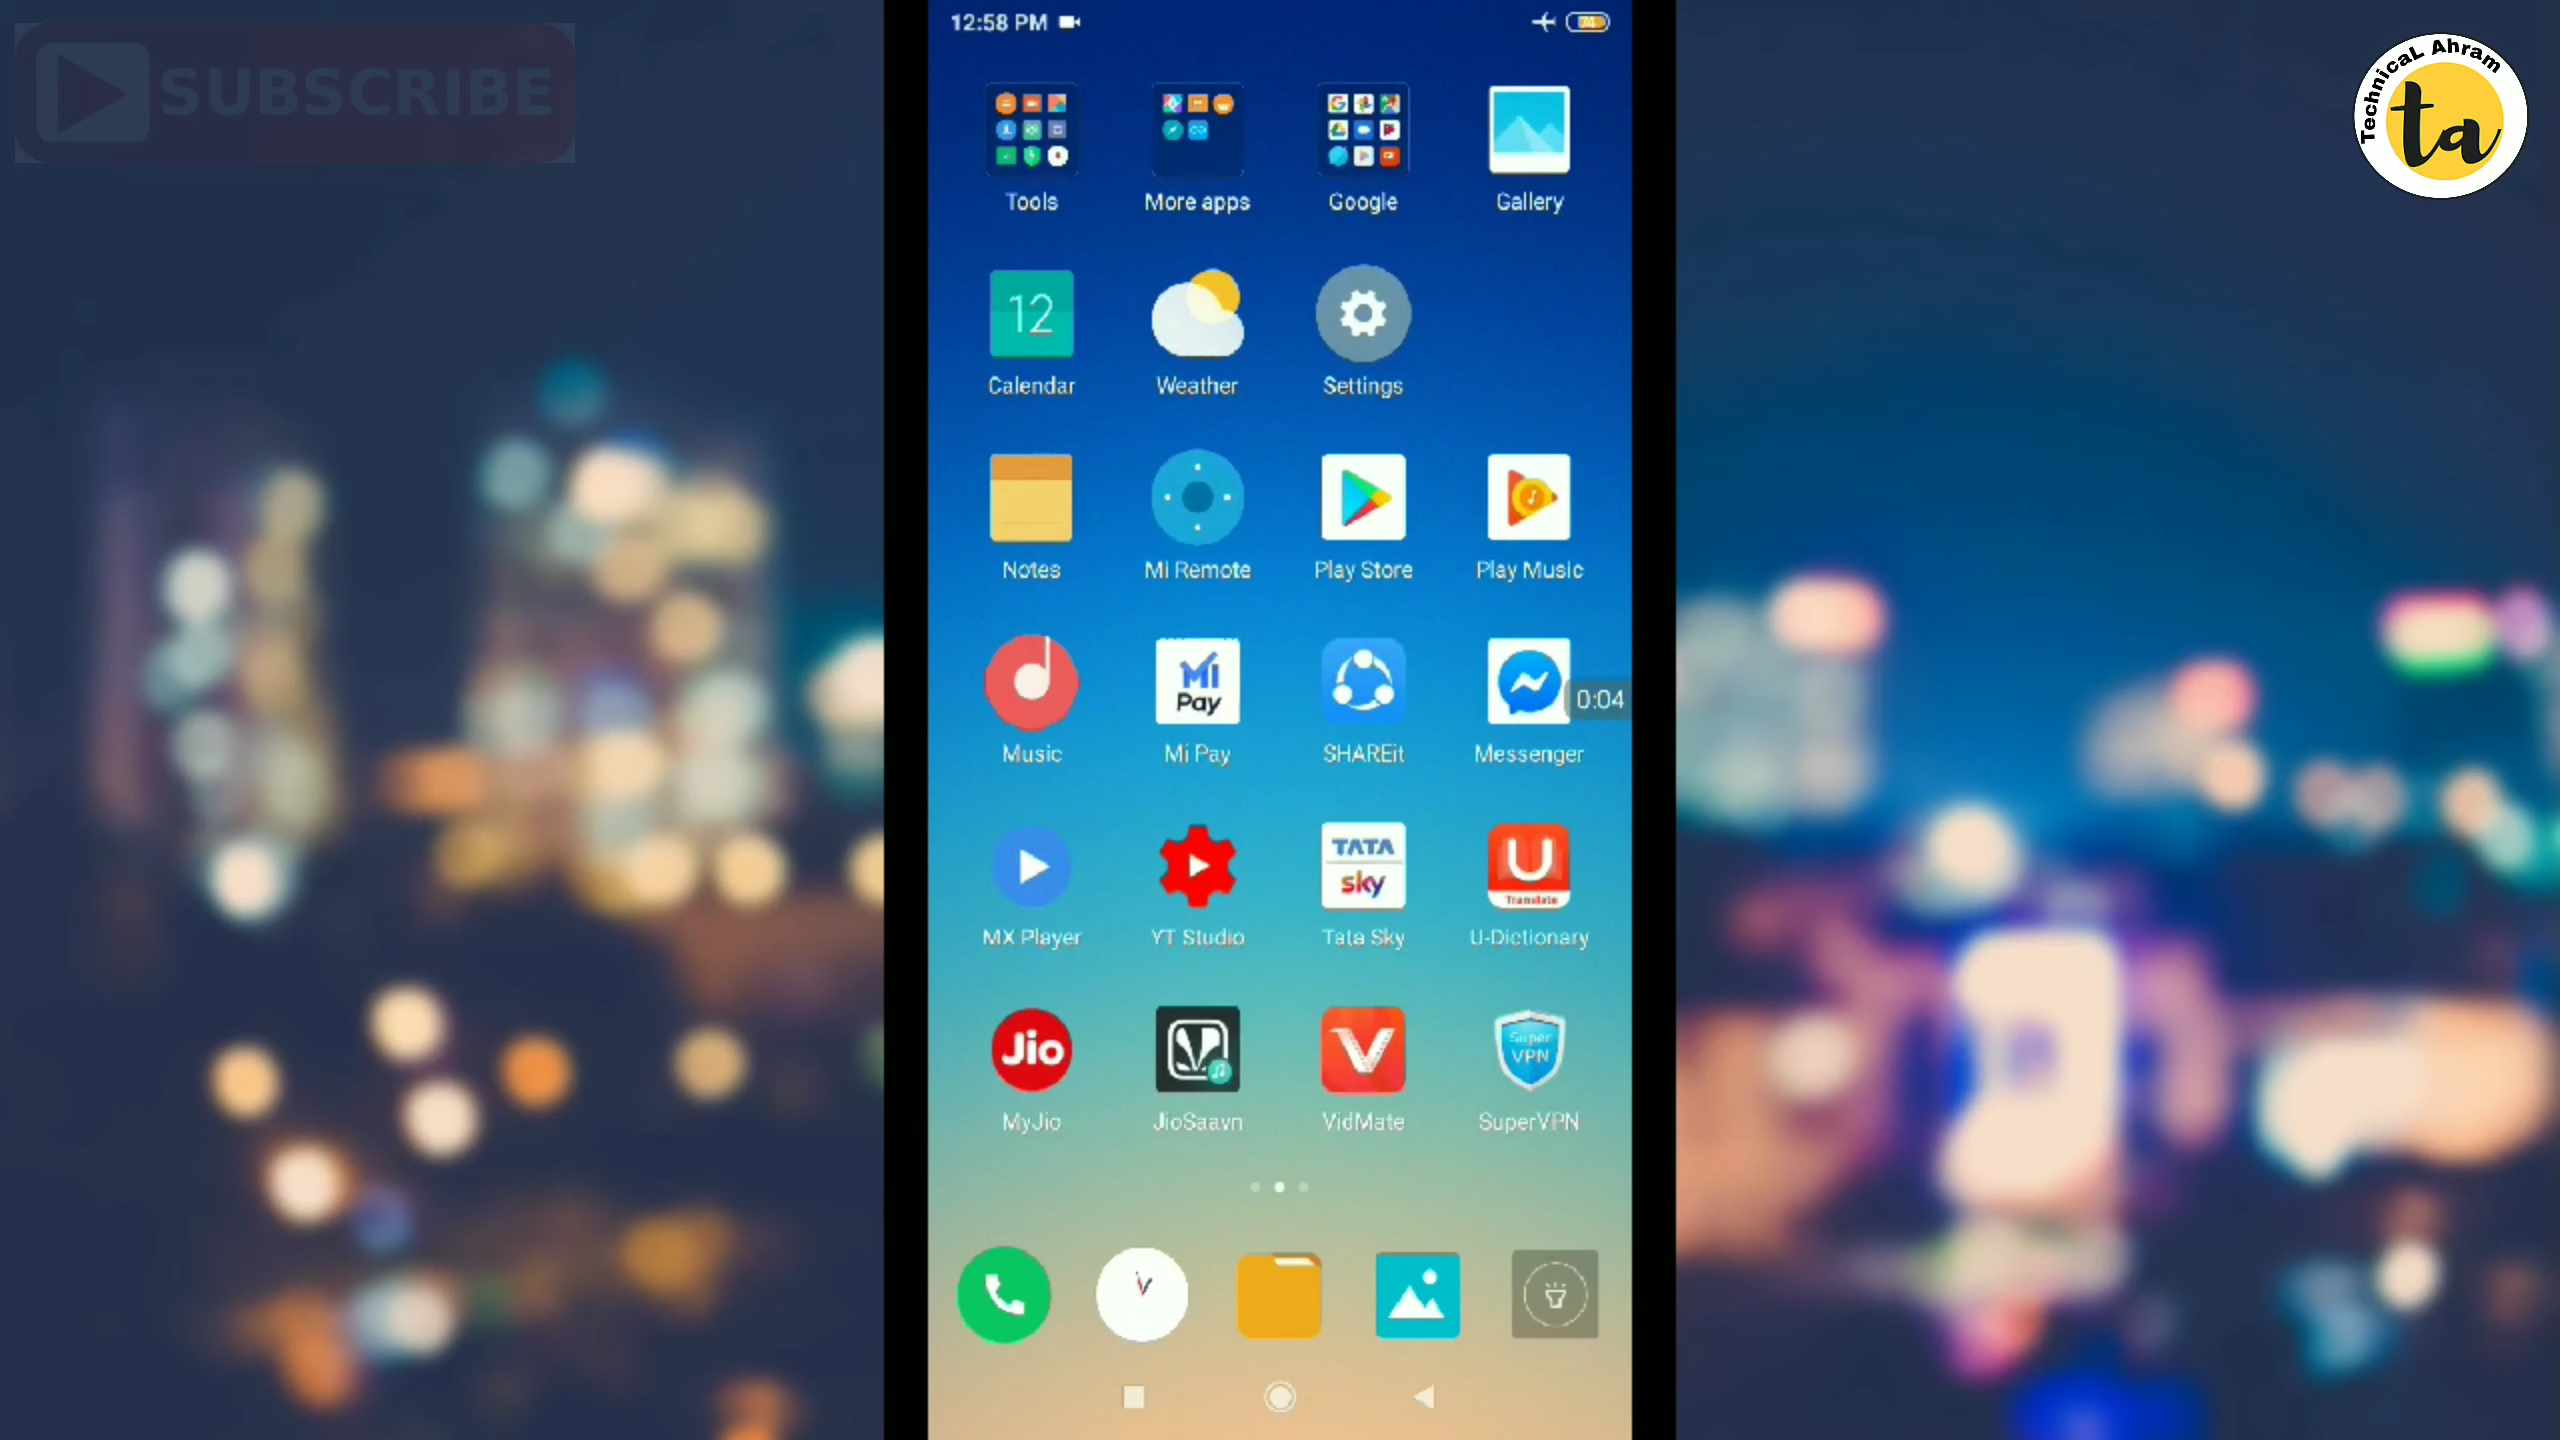 SUBSCRIBE
12:58 PM
TechnicaL Ahram
ta
Tools
More apps
Google
Gallery
12
Calendar
Weather
Settings
Notes
Mi Remote
Play Store
Play Music
MI
Pay
0:04
Music
Mi Pay
SHAREit
Messenger
TATA
sky
U
Translate
MX Player
YT Studio
Tata Sky
U-Dictionary
Jio
Super
VPN
MyJio
JioSaavn
VidMate
SuperVPN